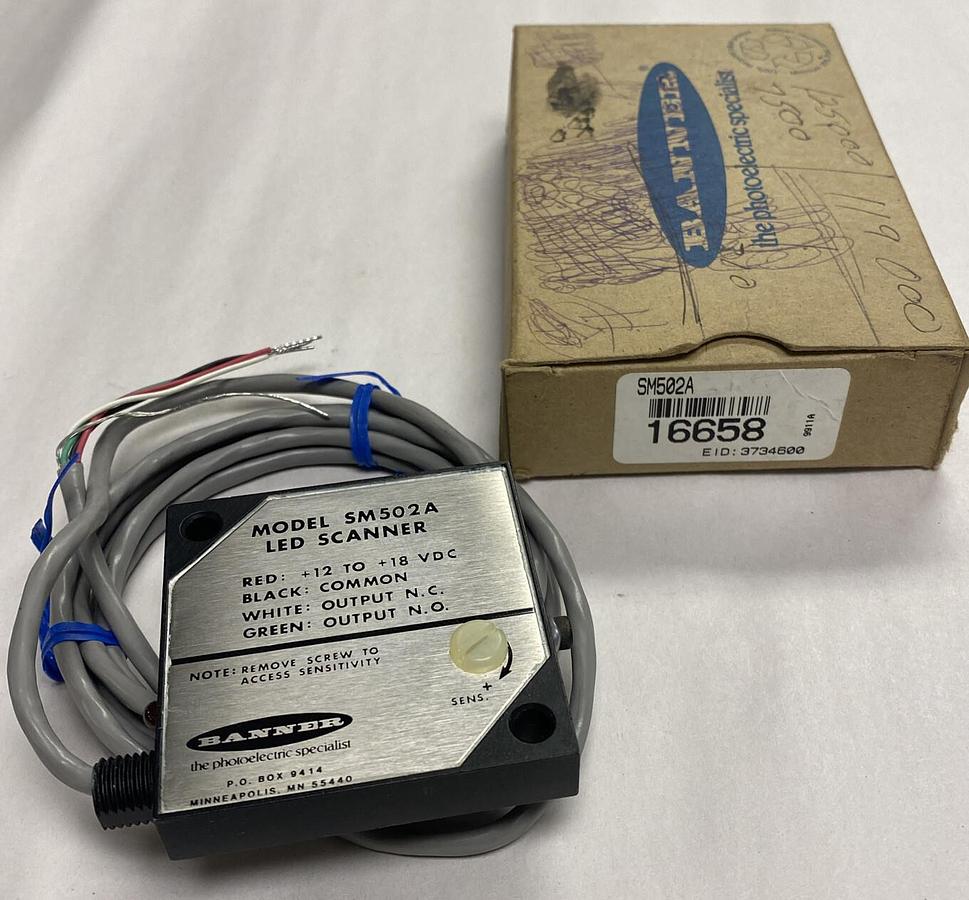 BANNER
the photoelectric specialist
SM502A
16658
9911A
EID: 3734600
MODEL SM502A
LED SCANNER
RED: +12 TO +18 VDC
BLACK: COMMON
WHITE: OUTPUT N.C.
GREEN: OUTPUT N.O.
NOTE: REMOVE SCREW TO
ACCESS SENSITIVITY
+
SENS.
BANNER
the photoelectric specialist
P.O. BOX 9414
MINNEAPOLIS, MN 55440